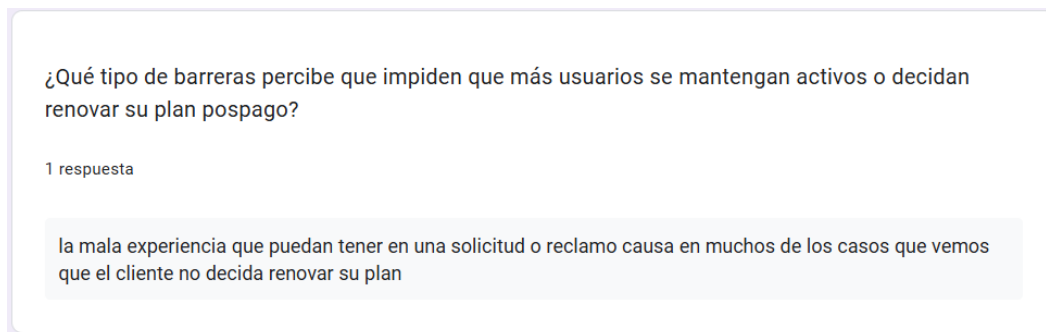 ¿Qué tipo de barreras percibe que impiden que más usuarios se mantengan activos o decidan
renovar su plan pospago?
1 respuesta
la mala experiencia que puedan tener en una solicitud o reclamo causa en muchos de los casos que vemos
que el cliente no decida renovar su plan